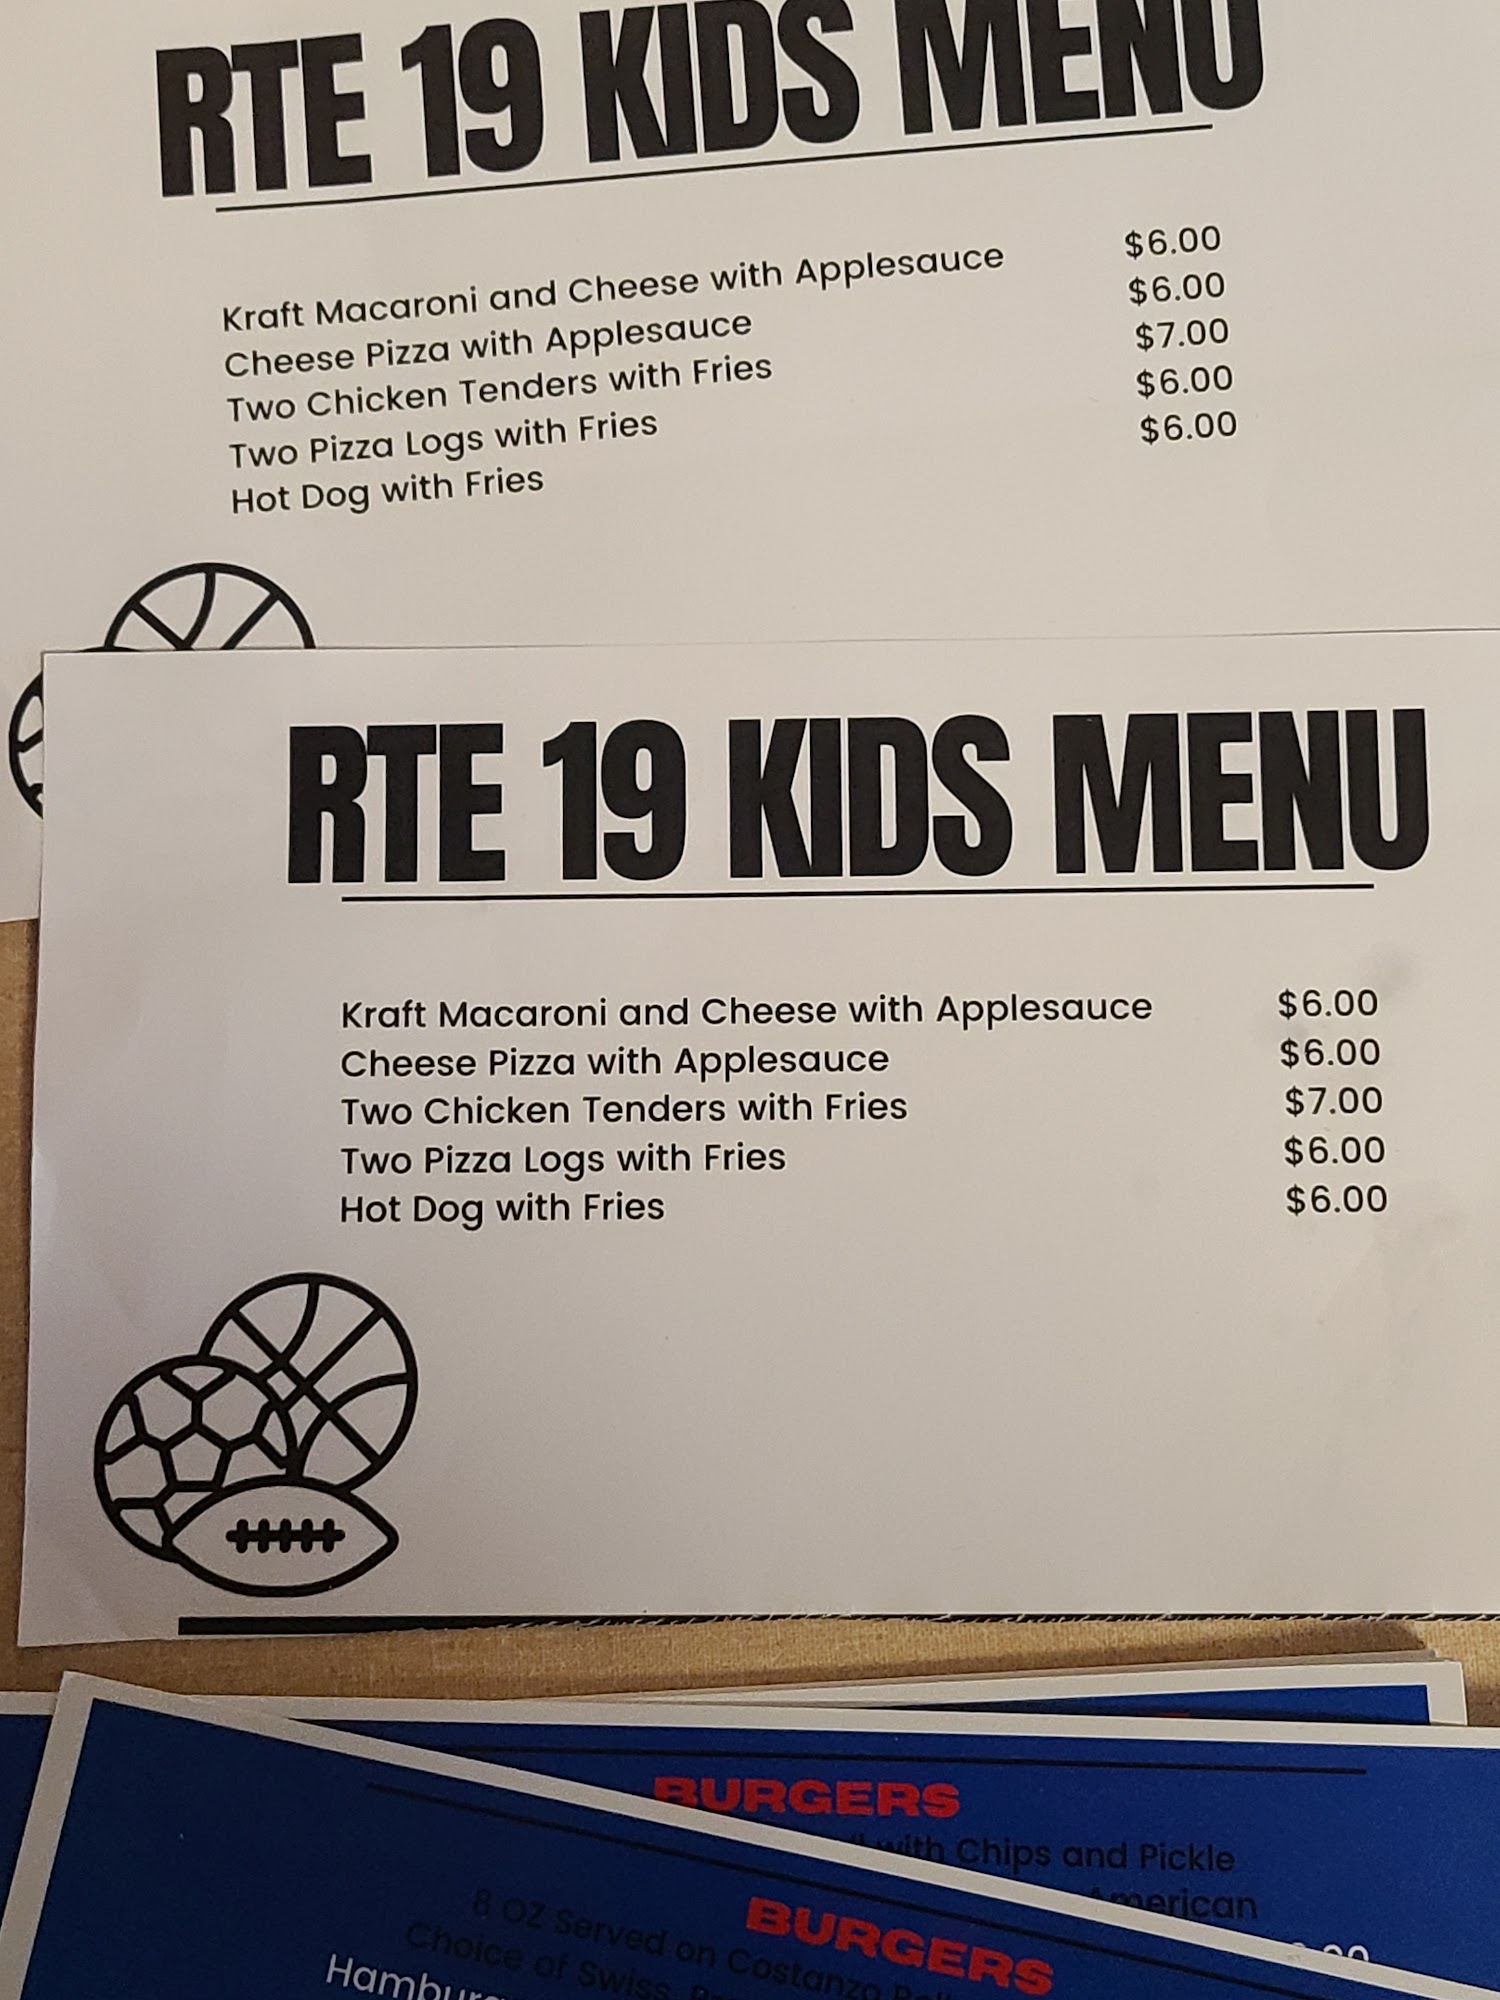 RTE 19 KIDS MENU
Kraft Macaroni and Cheese with Applesauce $6.00
Cheese Pizza with Applesauce $6.00
Two Chicken Tenders with Fries $7.00
Two Pizza Logs with Fries $6.00
Hot Dog with Fries $6.00
RTE 19 KIDS MENU
Kraft Macaroni and Cheese with Applesauce $6.00
Cheese Pizza with Applesauce $6.00
Two Chicken Tenders with Fries $7.00
Two Pizza Logs with Fries $6.00
Hot Dog with Fries $6.00
BURGERS
with Chips and Pickle
American
BURGERS
8 OZ Served on Costanzo
Choice of Swiss,